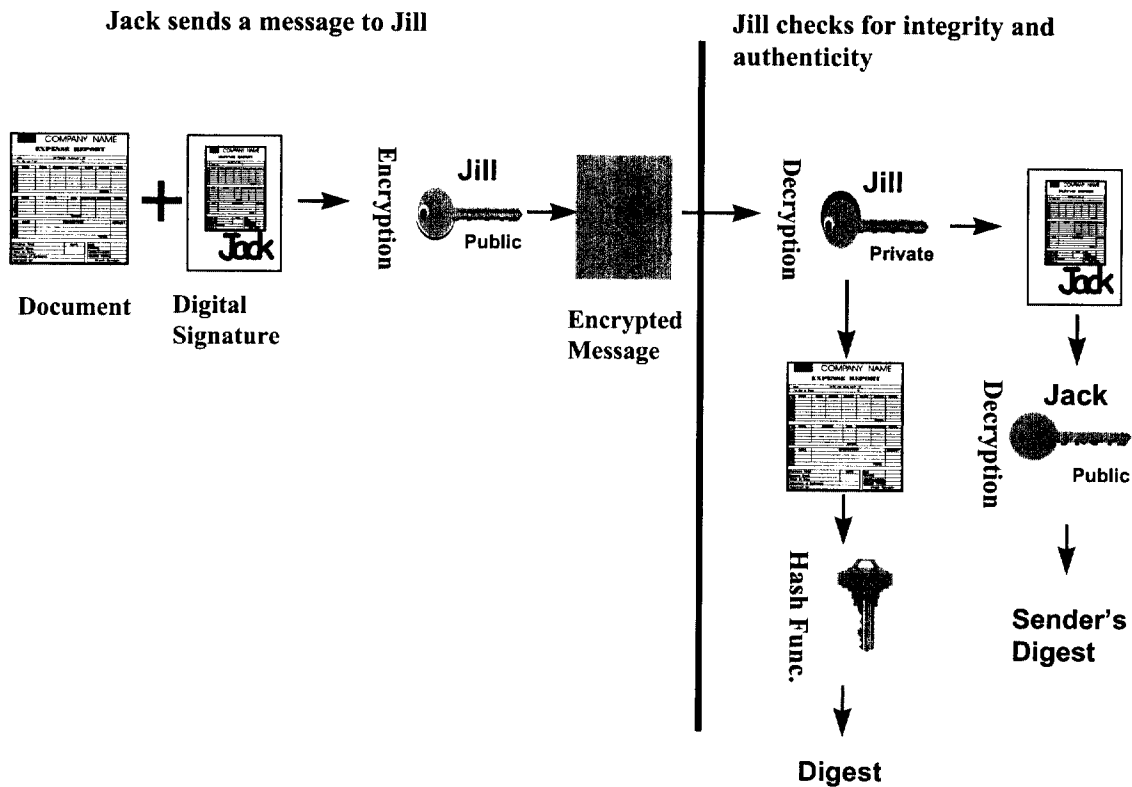 Jack sends a message to Jill
Jill checks for integrity and
authenticity
COMPANY NAME
EXPENSE REPORT
Document
COMPANY NAME
Jack
Digital
Signature
Encryption
Jill
Public
Encrypted
Message
Decryption
Jill
Private
Jack
COMPANY NAME
EXPENSE REPORT
Decryption
Jack
Public
Hash Func.
Sender's
Digest
Digest